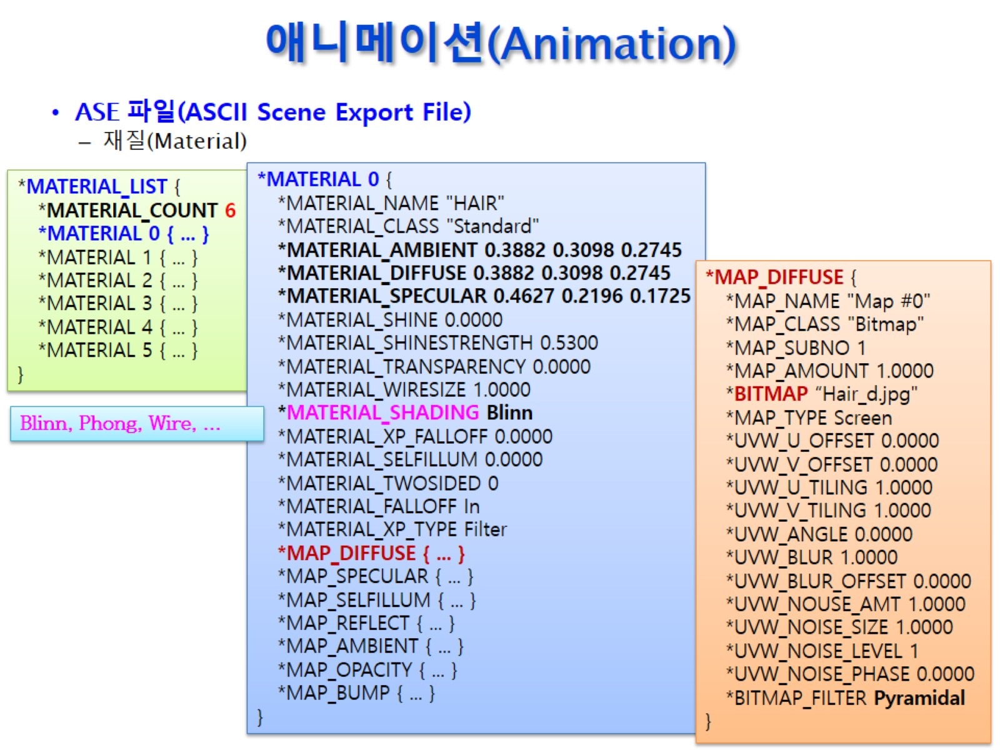 애니메이션(Animation)
• ASE 파일(ASCII Scene Export File)
– 재질(Material)
*MATERIAL_LIST {
*MATERIAL_COUNT 6
*MATERIAL 0 { ... }
*MATERIAL 1 { ... }
*MATERIAL 2 { ... }
*MATERIAL 3 { ... }
*MATERIAL 4 { ... }
*MATERIAL 5 { ... }
}
Blinn, Phong, Wire, ...
*MATERIAL 0 {
*MATERIAL_NAME "HAIR"
*MATERIAL_CLASS "Standard"
*MATERIAL_AMBIENT 0.3882 0.3098 0.2745
*MATERIAL_DIFFUSE 0.3882 0.3098 0.2745
*MATERIAL_SPECULAR 0.4627 0.2196 0.1725
*MATERIAL_SHINE 0.0000
*MATERIAL_SHINESTRENGTH 0.5300
*MATERIAL_TRANSPARENCY 0.0000
*MATERIAL_WIRESIZE 1.0000
*MATERIAL_SHADING Blinn
*MATERIAL_XP_FALLOFF 0.0000
*MATERIAL_SELFILLUM 0.0000
*MATERIAL_TWOSIDED 0
*MATERIAL_FALLOFF In
*MATERIAL_XP_TYPE Filter
*MAP_DIFFUSE { ... }
*MAP_SPECULAR { ... }
*MAP_SELFILLUM { ... }
*MAP_REFLECT { ... }
*MAP_AMBIENT { ... }
*MAP_OPACITY { ... }
*MAP_BUMP { ... }
}
*MAP_DIFFUSE {
*MAP_NAME "Map #0"
*MAP_CLASS "Bitmap"
*MAP_SUBNO 1
*MAP_AMOUNT 1.0000
*BITMAP “Hair_d.jpg"
*MAP_TYPE Screen
*UVW_U_OFFSET 0.0000
*UVW_V_OFFSET 0.0000
*UVW_U_TILING 1.0000
*UVW_V_TILING 1.0000
*UVW_ANGLE 0.0000
*UVW_BLUR 1.0000
*UVW_BLUR_OFFSET 0.0000
*UVW_NOUSE_AMT 1.0000
*UVW_NOISE_SIZE 1.0000
*UVW_NOISE_LEVEL 1
*UVW_NOISE_PHASE 0.0000
*BITMAP_FILTER Pyramidal
}